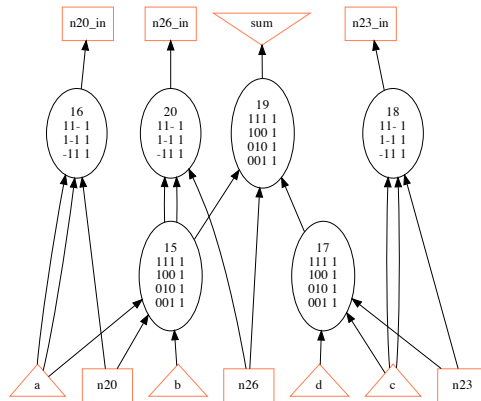 n20_in
n26_in
sum
n23_in
16
11- 1
1-1 1
-11 1
20
11- 1
1-1 1
-11 1
19
111 1
100 1
010 1
001 1
18
11- 1
1-1 1
-11 1
15
111 1
100 1
010 1
001 1
17
111 1
100 1
010 1
001 1
a
n20
b
n26
d
c
n23